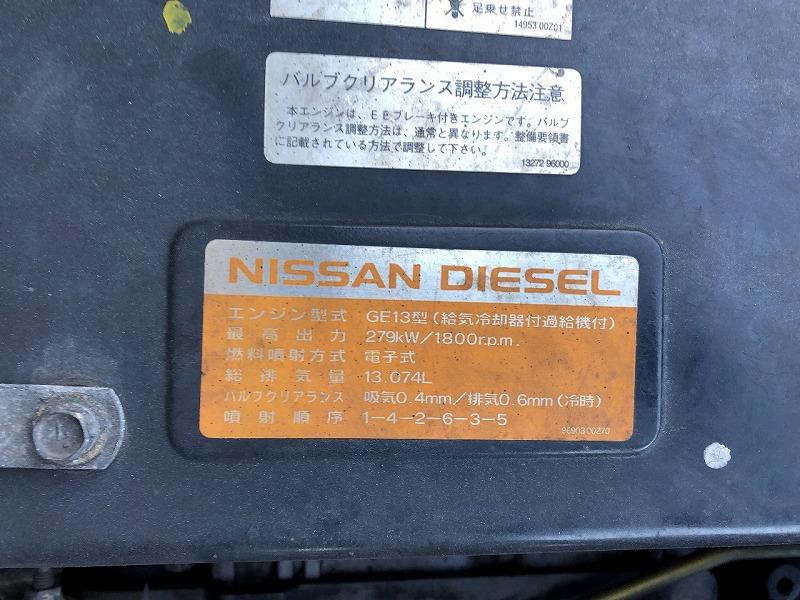 足乗せ禁止
14953 00Z01
バルブクリアランス調整方法注意
本エンジンは、EEブレーキ付きエンジンです。バルブ
クリアランス調整方法は、通常と異なります。整備要領書
に記載されている方法で調整して下さい。
13272 96000
NISSAN DIESEL
エンジン型式 GE13型(給気冷却器付過給機付)
最高出力 279kW/1800r.p.m.
燃料噴射方式 電子式
総排気量 13.074L
バルブクリアランス 吸気0.4mm/排気0.6mm(冷時)
噴射順序 1-4-2-6-3-5
96903 00Z70